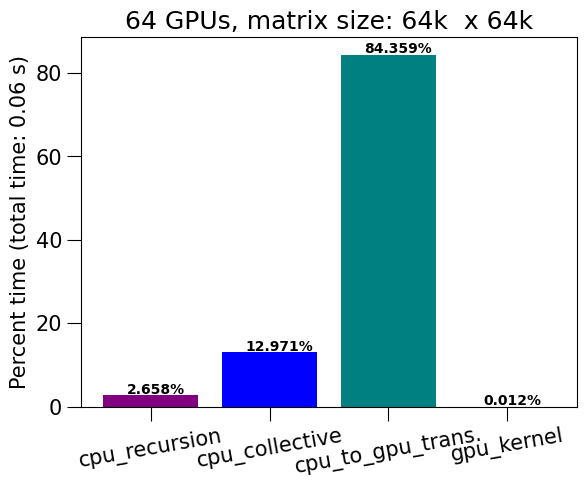 64 GPUs, matrix size: 64k  x 64k
Percent time (total time: 0.06 s)
80
60
40
20
0
84.359%
12.971%
2.658%
0.012%
cpu_recursion
cpu_collective
cpu_to_gpu_trans.
gpu_kernel